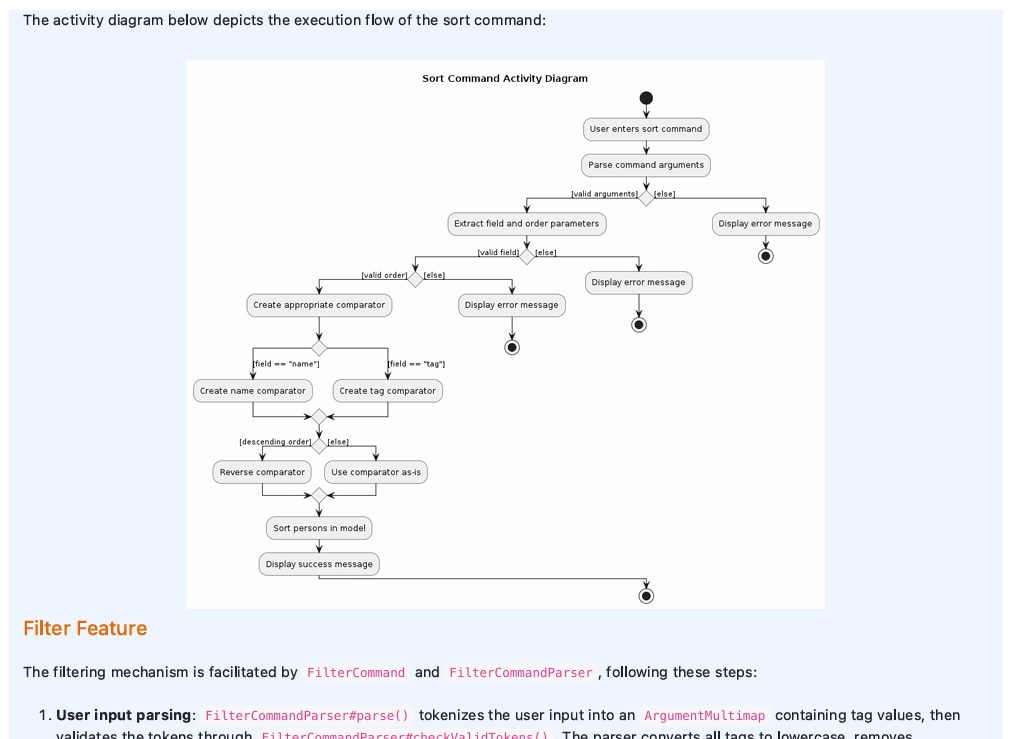 The activity diagram below depicts the execution flow of the sort command:
Sort Command Activity Diagram
User enters sort command
Parse command arguments
[valid arguments] [else]
Extract field and order parameters Display error message
[valid field] [else]
[valid order] [else] Display error message
Create appropriate comparator Display error message
[field == "name"] [field == "tag"]
Create name comparator Create tag comparator
[descending order] [else]
Reverse comparator Use comparator as-is
Sort persons in model
Display success message
Filter Feature
The filtering mechanism is facilitated by FilterCommand and FilterCommandParser, following these steps:
1. User input parsing: FilterCommandParser#parse() tokenizes the user input into an ArgumentMultimap containing tag values, then
validates the tokens through FilterCommandParser#checkValidTokens(). The parser converts all tags to lowercase, removes